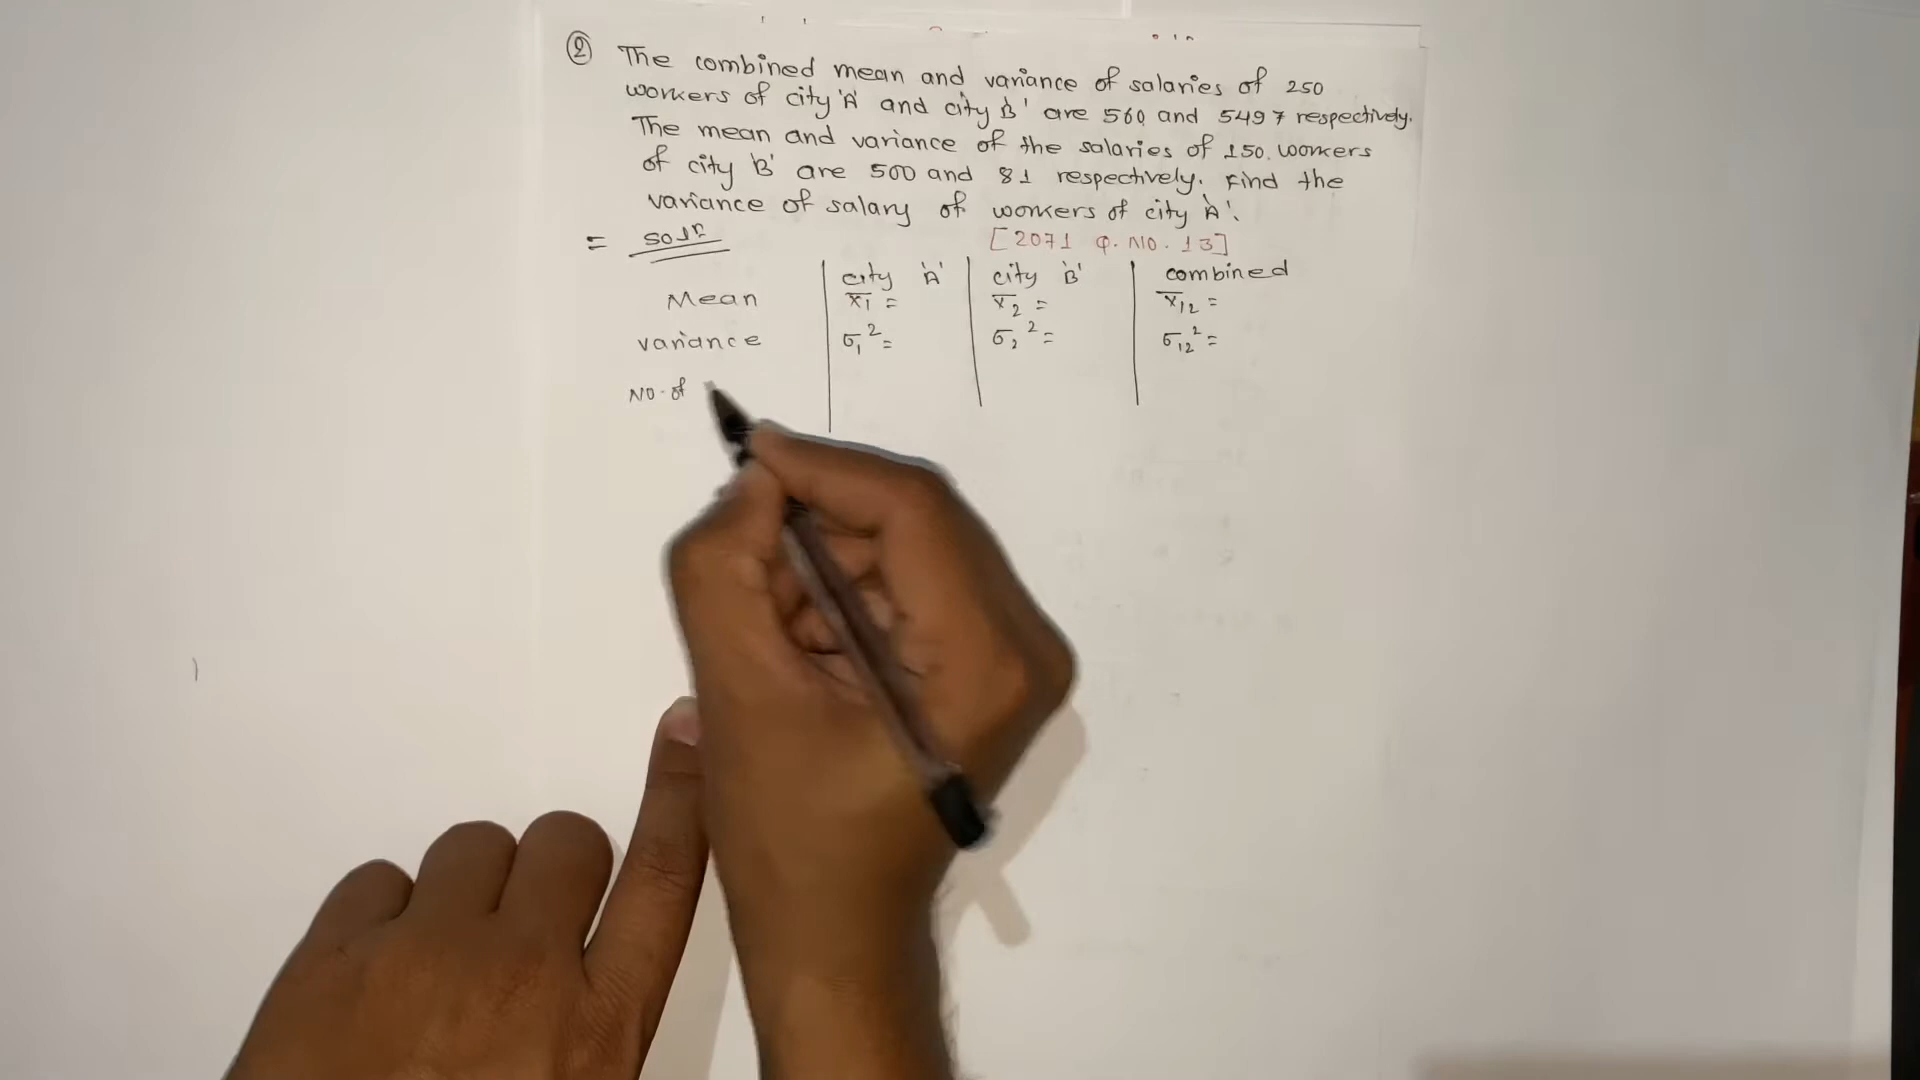 ② The combined mean and variance of salaries of 250
workers of city 'A' and city 'B' are 560 and 5497 respectively.
The mean and variance of the salaries of 150 workers
of city 'B' are 500 and 81 respectively. Find the
variance of salary of workers of city 'A'.
= Solⁿ [2071 Q. NO. 13]
city 'A' city 'B' combined
Mean x̄₁ = x̄₂ = x̄₁₂ =
variance σ₁² = σ₂² = σ₁₂² =
NO. of